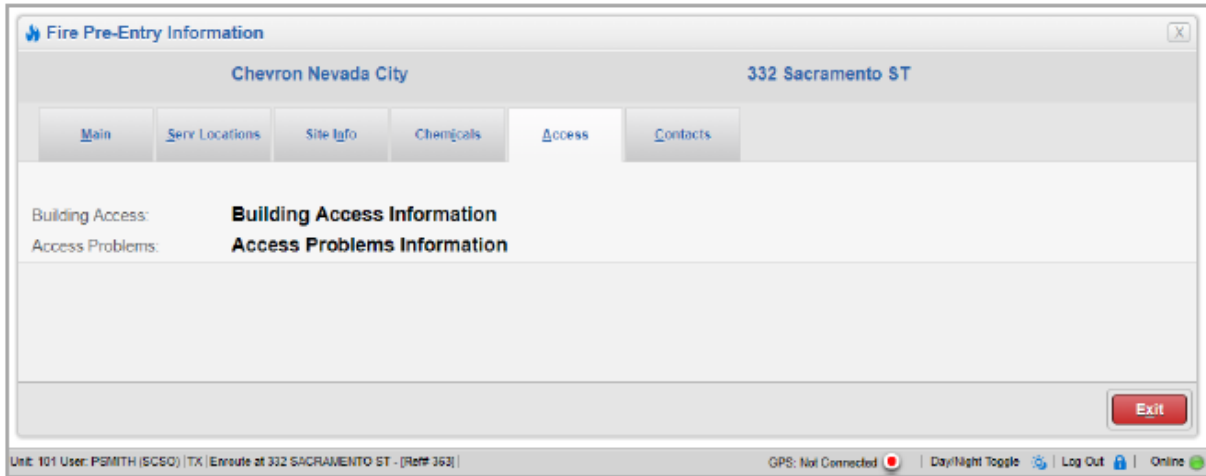 Fire Pre-Entry Information X
Chevron Nevada City 332 Sacramento ST
Main Serv Locations Site Info Chemicals Access Contacts
Building Access: Building Access Information
Access Problems: Access Problems Information
Exit
Unit: 101 User: PSMITH (SCSO) | TX | Enroute at 332 SACRAMENTO ST - [Ref# 363] | GPS: Not Connected | Day/Night Toggle | Log Out | Online